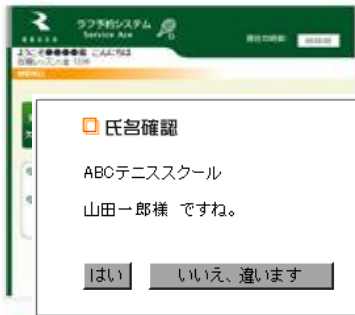 ラフ予約システム
Service Ace
MENU
氏名確認
ABCテニススクール
山田一郎様 ですね。
はい
いいえ、違います